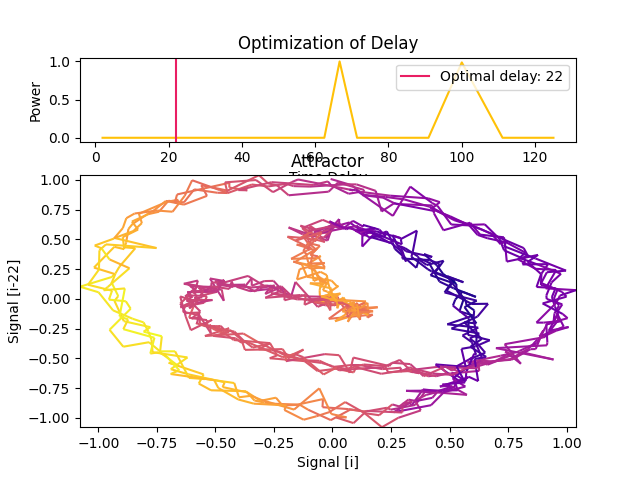 Optimization of Delay
Power
1.0
0.5
0.0
Optimal delay: 22
0 20 40 60 80 100 120
Time Delay
Attractor
Signal [i-22]
1.00
0.75
0.50
0.25
0.00
−0.25
−0.50
−0.75
−1.00
−1.00 −0.75 −0.50 −0.25 0.00 0.25 0.50 0.75 1.00
Signal [i]